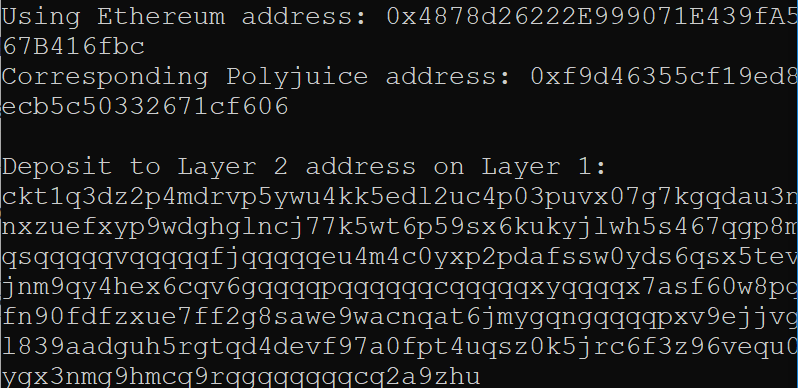 Using Ethereum address: 0x4878d26222E999071E439fA5
67B416fbc
Corresponding Polyjuice address: 0xf9d46355cf19ed8
ecb5c50332671cf606
Deposit to Layer 2 address on Layer 1:
ckt1q3dz2p4mdrvp5ywu4kk5edl2uc4p03puvx07g7kgqdau3n
nxzuefxyp9wdghglncj77k5wt6p59sx6kukyjlwh5s467qgp8m
qsqqqqqvqqqqqfjqqqqqeu4m4c0yxp2pdafssw0yds6qsx5tev
jnm9qy4hex6cqv6gqqqqpqqqqqqcqqqqqxyqqqqx7asf60w8pq
fn90fdfzxue7ff2g8sawe9wacnqat6jmygqngqqqqpxv9ejjvg
l839aadguh5rgtqd4devf97a0fpt4uqsz0k5jrc6f3z96vequ0
ygx3nmg9hmcq9rqgqqqqqqcq2a9zhu